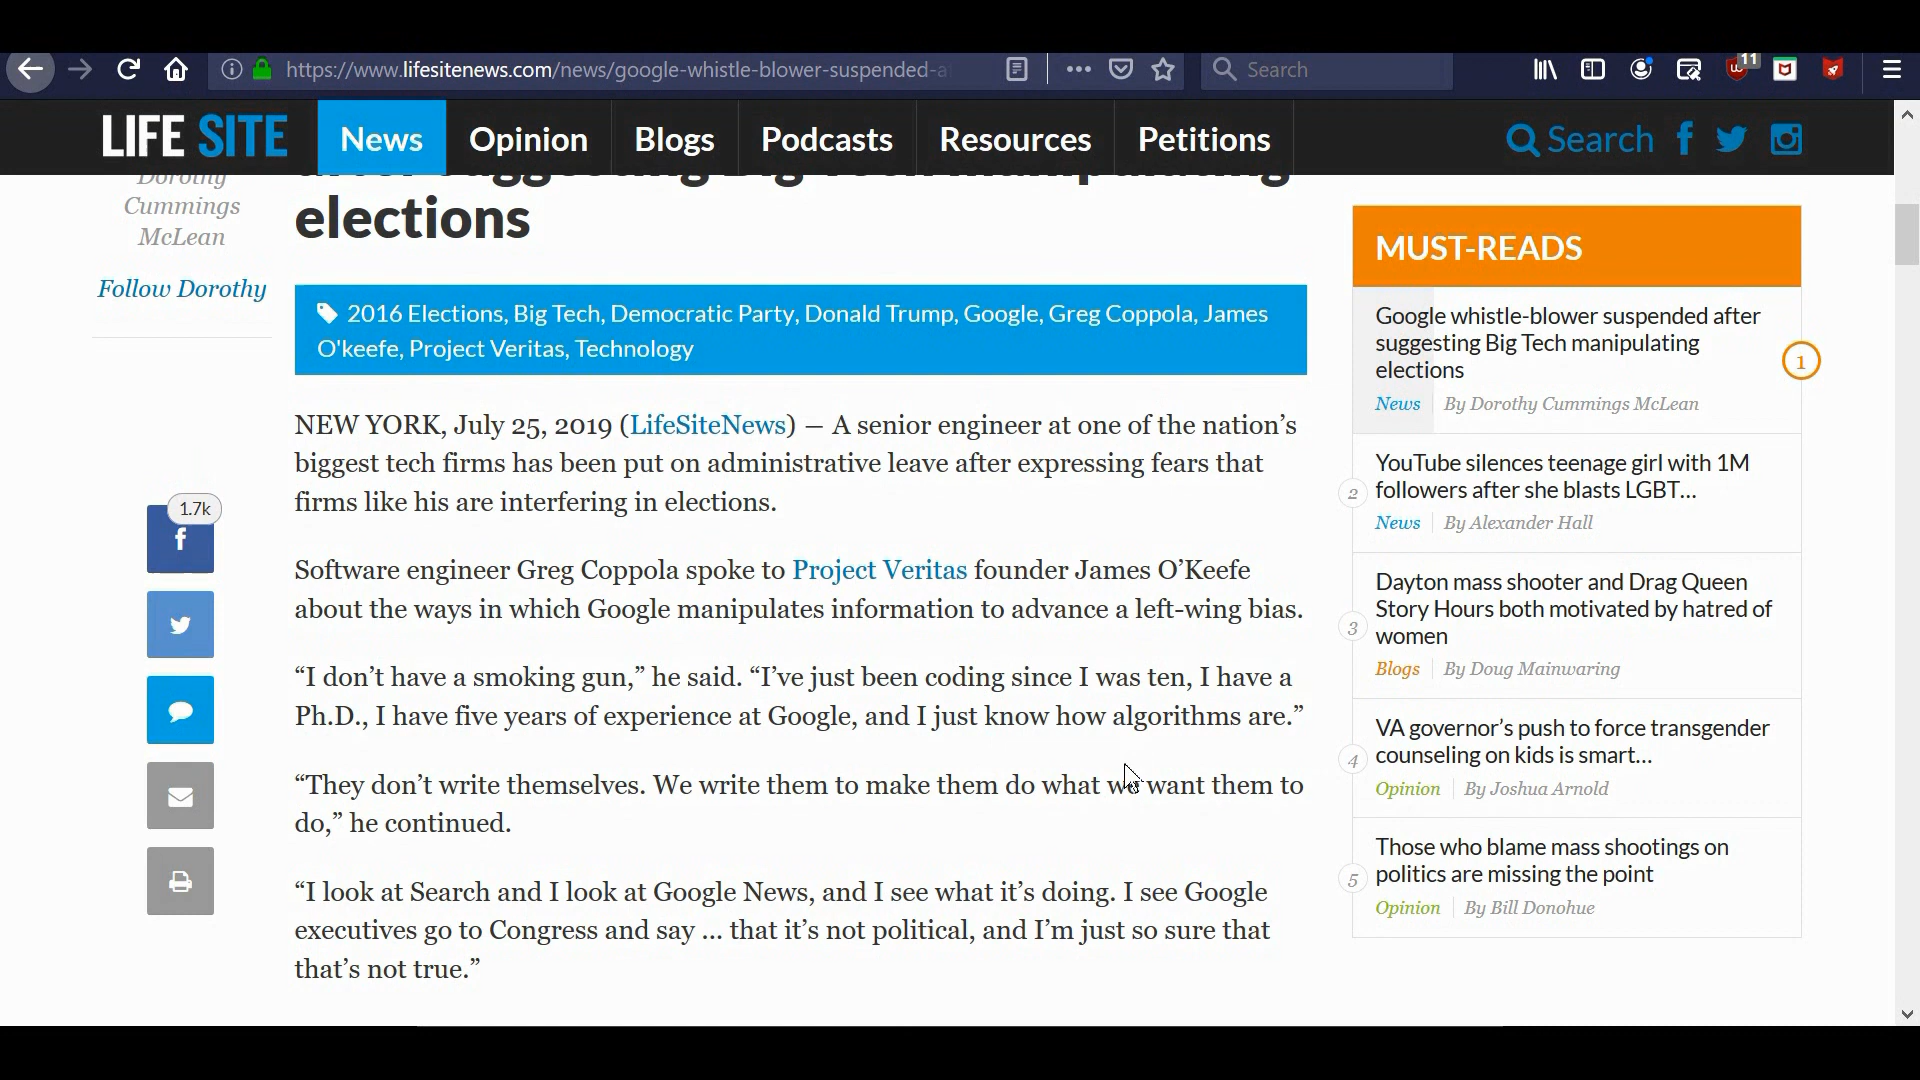 https://www.lifesitenews.com/news/google-whistle-blower-suspended-a
Search
11
LIFE SITE
News
Opinion
Blogs
Podcasts
Resources
Petitions
Search
Dorothy
Cummings
McLean
Follow Dorothy
after suggesting Big Tech manipulating
elections
2016 Elections, Big Tech, Democratic Party, Donald Trump, Google, Greg Coppola, James
O'keefe, Project Veritas, Technology
NEW YORK, July 25, 2019 (LifeSiteNews) — A senior engineer at one of the nation’s
biggest tech firms has been put on administrative leave after expressing fears that
firms like his are interfering in elections.
Software engineer Greg Coppola spoke to Project Veritas founder James O’Keefe
about the ways in which Google manipulates information to advance a left-wing bias.
“I don’t have a smoking gun,” he said. “I’ve just been coding since I was ten, I have a
Ph.D., I have five years of experience at Google, and I just know how algorithms are.”
“They don’t write themselves. We write them to make them do what we want them to
do,” he continued.
“I look at Search and I look at Google News, and I see what it’s doing. I see Google
executives go to Congress and say ... that it’s not political, and I’m just so sure that
that’s not true.”
1.7k
MUST-READS
Google whistle-blower suspended after
suggesting Big Tech manipulating
elections
News By Dorothy Cummings McLean
1
YouTube silences teenage girl with 1M
followers after she blasts LGBT...
News By Alexander Hall
2
Dayton mass shooter and Drag Queen
Story Hours both motivated by hatred of
women
Blogs By Doug Mainwaring
3
VA governor’s push to force transgender
counseling on kids is smart...
Opinion By Joshua Arnold
4
Those who blame mass shootings on
politics are missing the point
Opinion By Bill Donohue
5